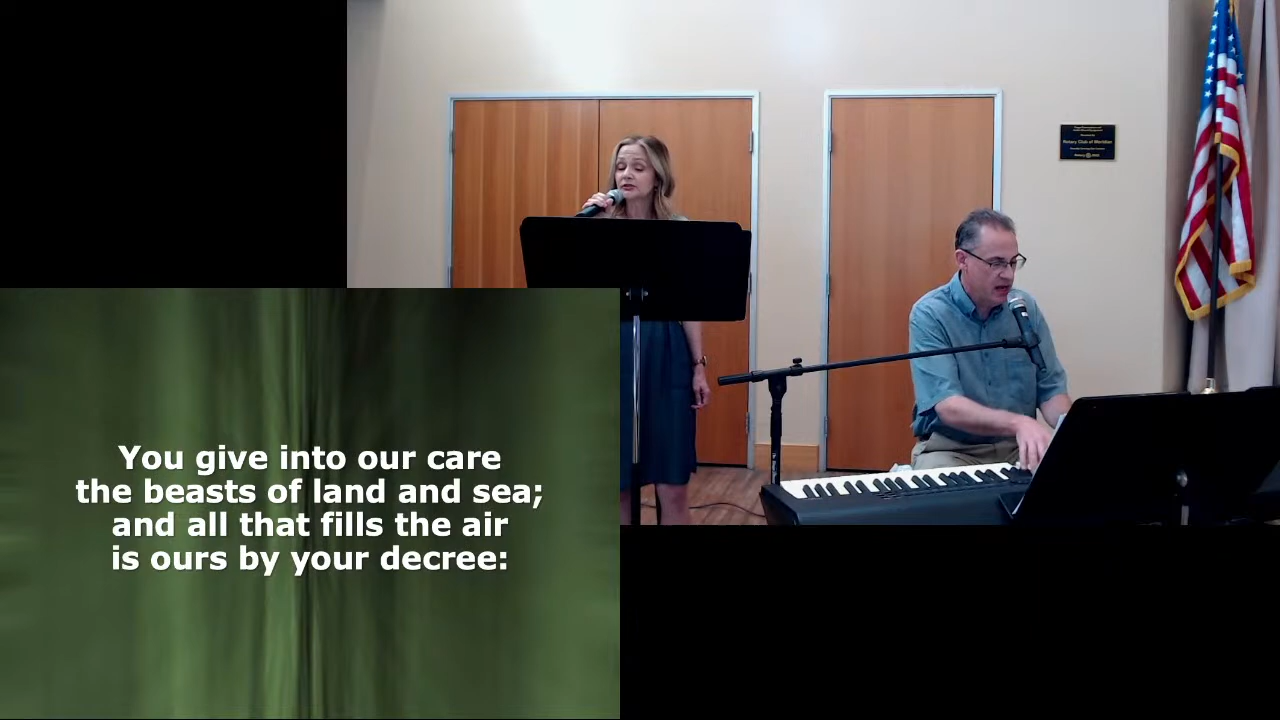 Rotary Club of Meridian
You give into our care
the beasts of land and sea;
and all that fills the air
is ours by your decree: